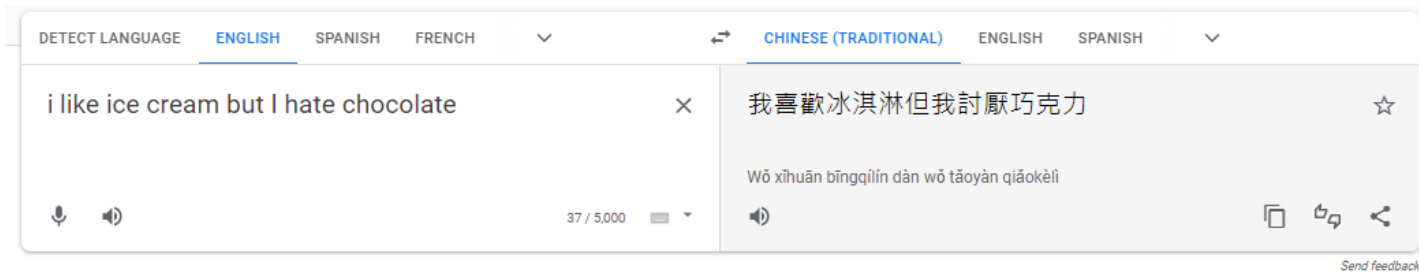 DETECT LANGUAGE ENGLISH SPANISH FRENCH CHINESE (TRADITIONAL) ENGLISH SPANISH
i like ice cream but I hate chocolate
我喜歡冰淇淋但我討厭巧克力
Wǒ xǐhuān bīngqílín dàn wǒ tǎoyàn qiǎokèlì
37 / 5,000
Send feedback